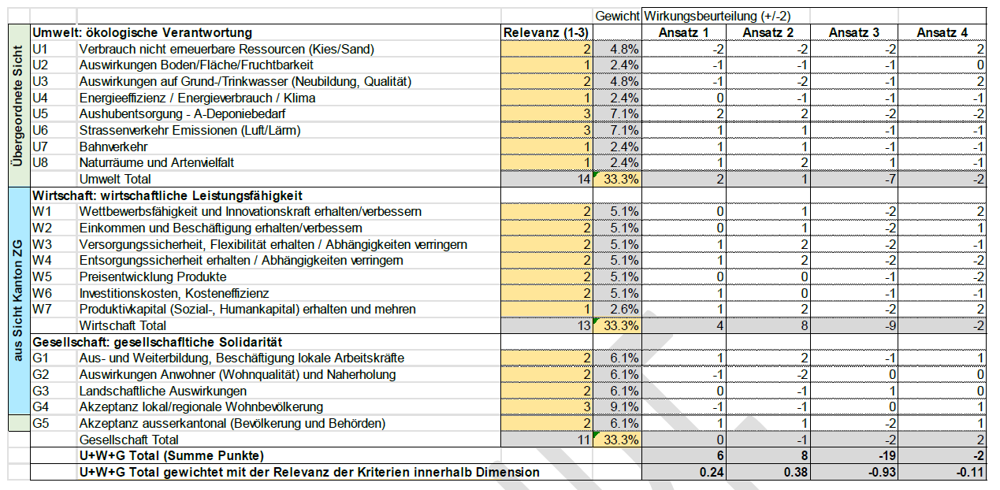 Gewicht Wirkungsbeurteilung (+/-2)
Übergeordnete Sicht
Umwelt: ökologische Verantwortung Relevanz (1-3) Ansatz 1 Ansatz 2 Ansatz 3 Ansatz 4
U1 Verbrauch nicht erneuerbare Ressourcen (Kies/Sand) 2 4.8% -2 -2 -2 2
U2 Auswirkungen Boden/Fläche/Fruchtbarkeit 1 2.4% -1 -1 -1 0
U3 Auswirkungen auf Grund-/Trinkwasser (Neubildung, Qualität) 2 4.8% -1 -2 -1 2
U4 Energieeffizienz / Energieverbrauch / Klima 1 2.4% 0 -1 -1 -1
U5 Aushubentsorgung - A-Deponiebedarf 3 7.1% 2 2 -2 -2
U6 Strassenverkehr Emissionen (Luft/Lärm) 3 7.1% 1 1 -1 -1
U7 Bahnverkehr 1 2.4% 1 1 -1 -1
U8 Naturräume und Artenvielfalt 1 2.4% 1 2 1 -1
Umwelt Total 14 33.3% 2 1 -7 -2
aus Sicht Kanton ZG
Wirtschaft: wirtschaftliche Leistungsfähigkeit
W1 Wettbewerbsfähigkeit und Innovationskraft erhalten/verbessern 2 5.1% 0 1 -2 2
W2 Einkommen und Beschäftigung erhalten/verbessern 2 5.1% 0 1 -2 1
W3 Versorgungssicherheit, Flexibilität erhalten / Abhängigkeiten verringern 2 5.1% 1 2 -2 -1
W4 Entsorgungssicherheit erhalten / Abhängigkeiten verringern 2 5.1% 1 2 -2 -2
W5 Preisentwicklung Produkte 2 5.1% 0 0 -1 -2
W6 Investitionskosten, Kosteneffizienz 2 5.1% 1 0 -1 -1
W7 Produktivkapital (Sozial-, Humankapital) erhalten und mehren 1 2.6% 1 2 -2 2
Wirtschaft Total 13 33.3% 4 8 -9 -2
Gesellschaft: gesellschafltiche Solidarität
G1 Aus- und Weiterbildung, Beschäftigung lokale Arbeitskräfte 2 6.1% 1 2 -1 1
G2 Auswirkungen Anwohner (Wohnqualität) und Naherholung 2 6.1% -1 -2 0 0
G3 Landschaftliche Auswirkungen 2 6.1% 0 -1 1 0
G4 Akzeptanz lokal/regionale Wohnbevölkerung 3 9.1% -1 -1 0 1
G5 Akzeptanz ausserkantonal (Bevölkerung und Behörden) 2 6.1% 1 1 -2 1
Gesellschaft Total 11 33.3% 0 -1 -2 2
U+W+G Total (Summe Punkte) 6 8 -19 -2
U+W+G Total gewichtet mit der Relevanz der Kriterien innerhalb Dimension 0.24 0.38 -0.93 -0.11